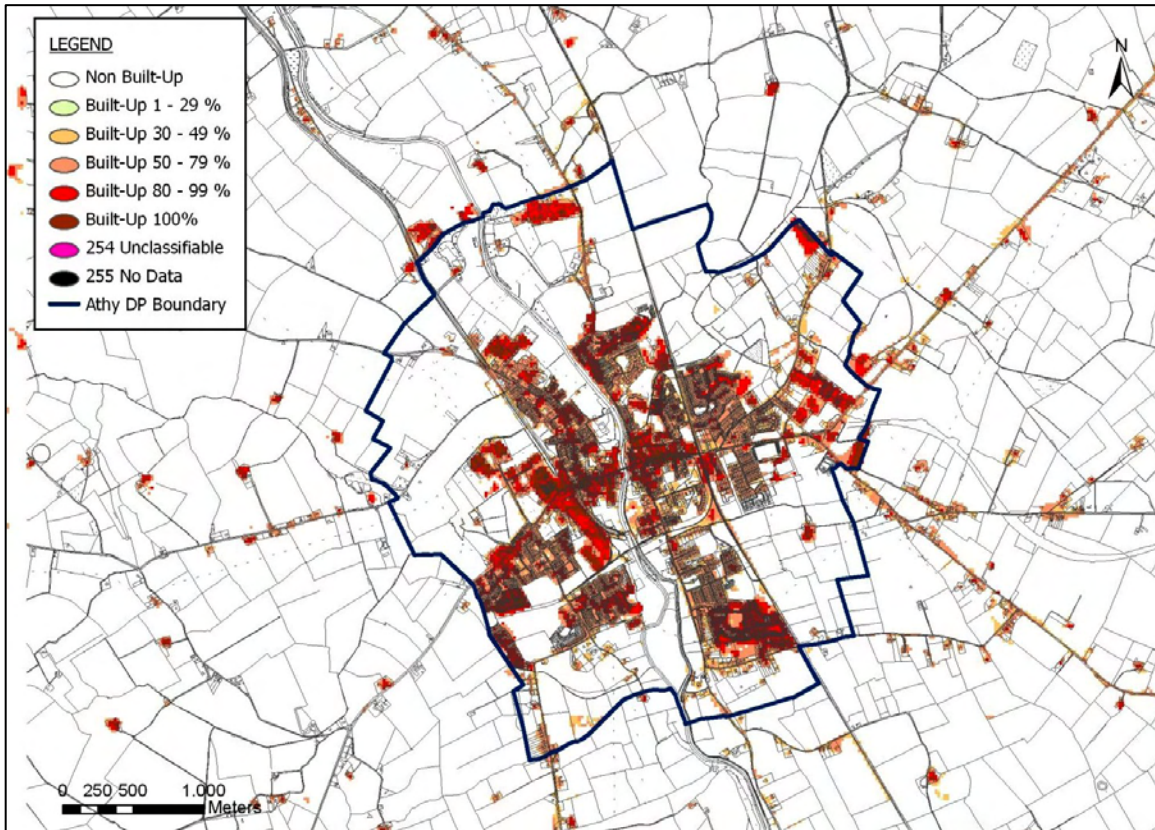 LEGEND
Non Built-Up
Built-Up 1 - 29 %
Built-Up 30 - 49 %
Built-Up 50 - 79 %
Built-Up 80 - 99 %
Built-Up 100%
254 Unclassifiable
255 No Data
Athy DP Boundary
N
0 250 500 1.000
Meters